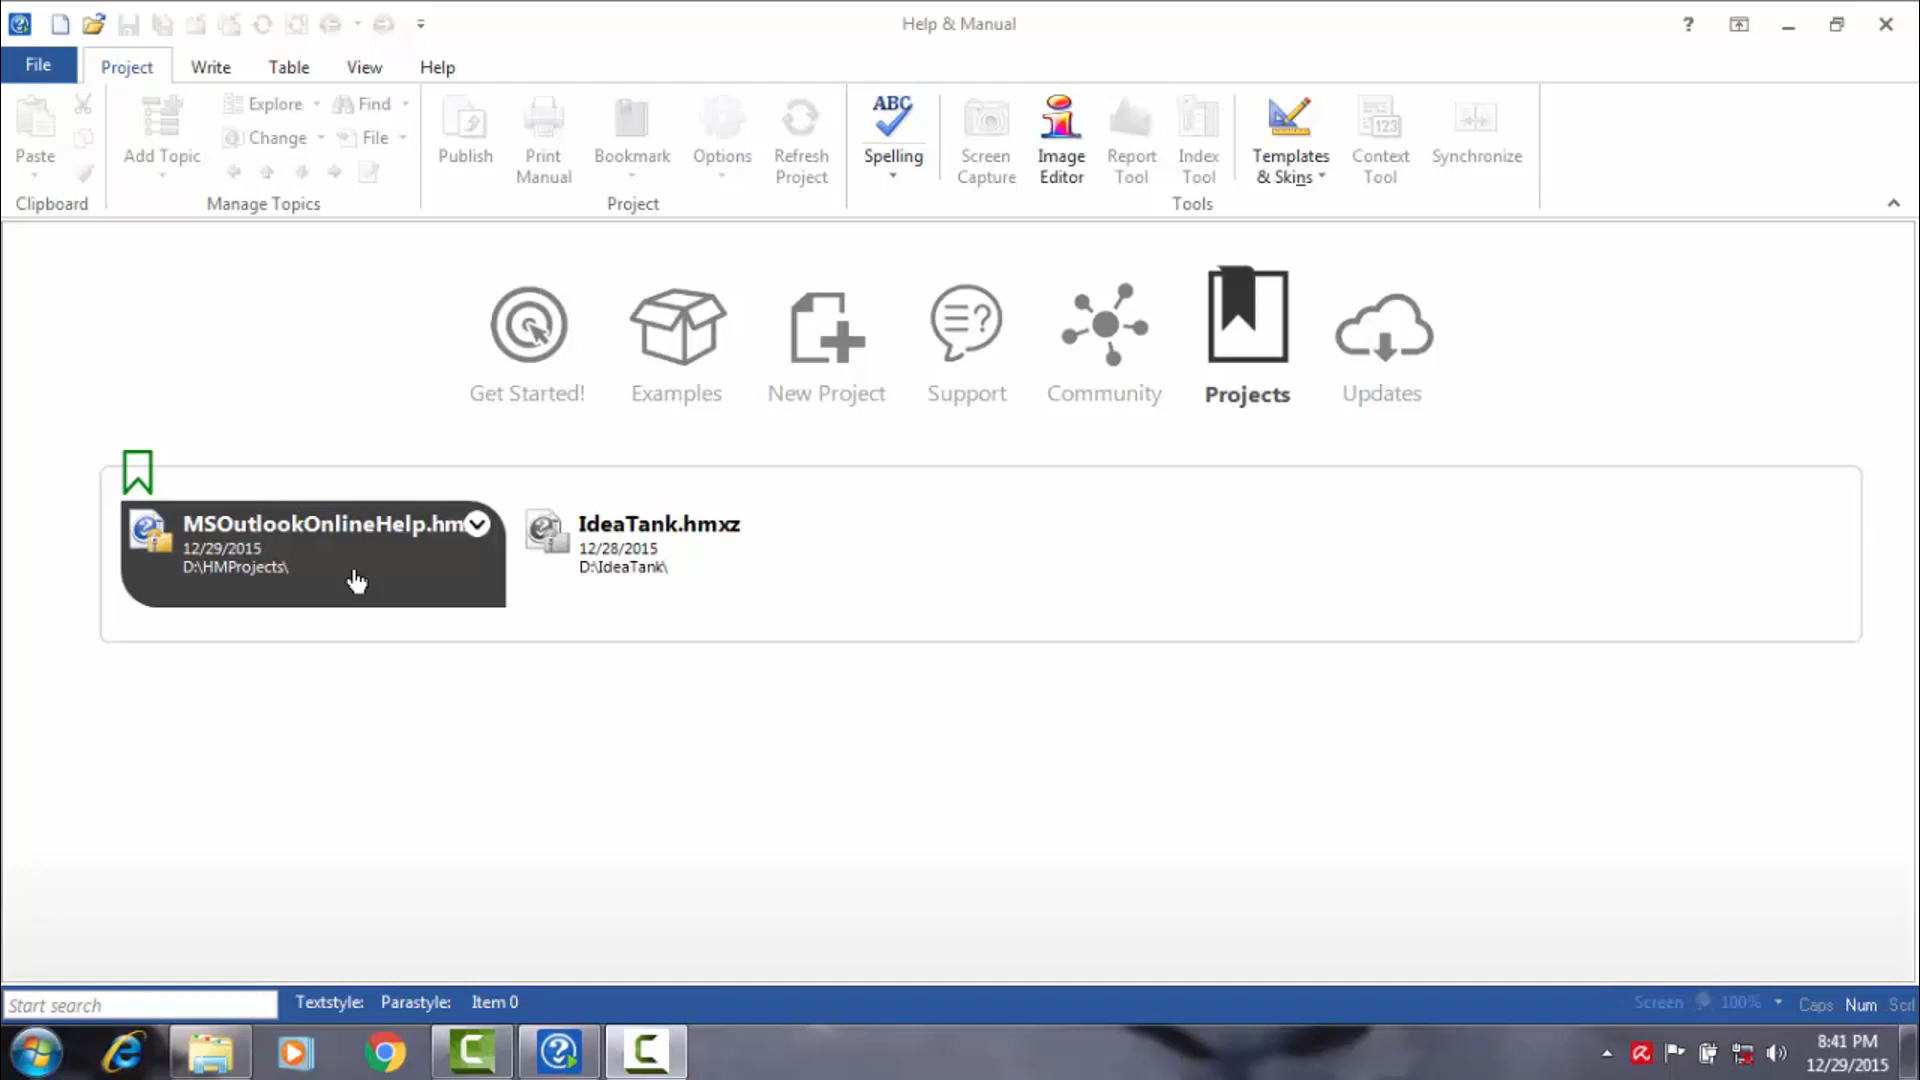 Help & Manual
?
File
Project
Write
Table
View
Help
Paste
Clipboard
Add Topic
Explore
Find
Change
File
Manage Topics
Publish
Print
Manual
Bookmark
Options
Refresh
Project
Project
ABC
Spelling
Screen
Capture
Image
Editor
Report
Tool
Index
Tool
Templates
& Skins
123
Context
Tool
Synchronize
Tools
Get Started!
Examples
New Project
Support
Community
Projects
Updates
MSOutlookOnlineHelp.hm
12/29/2015
D:\HMProjects\
IdeaTank.hmxz
12/28/2015
D:\IdeaTank\
Start search
Textstyle:
Parastyle:
Item 0
Screen
100%
Caps
Num
Scrl
8:41 PM
12/29/2015